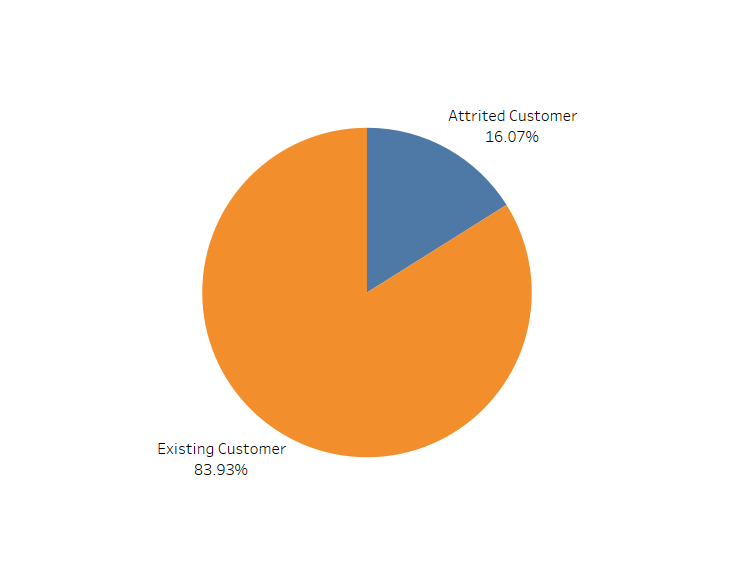 Attrited Customer
16.07%
Existing Customer
83.93%